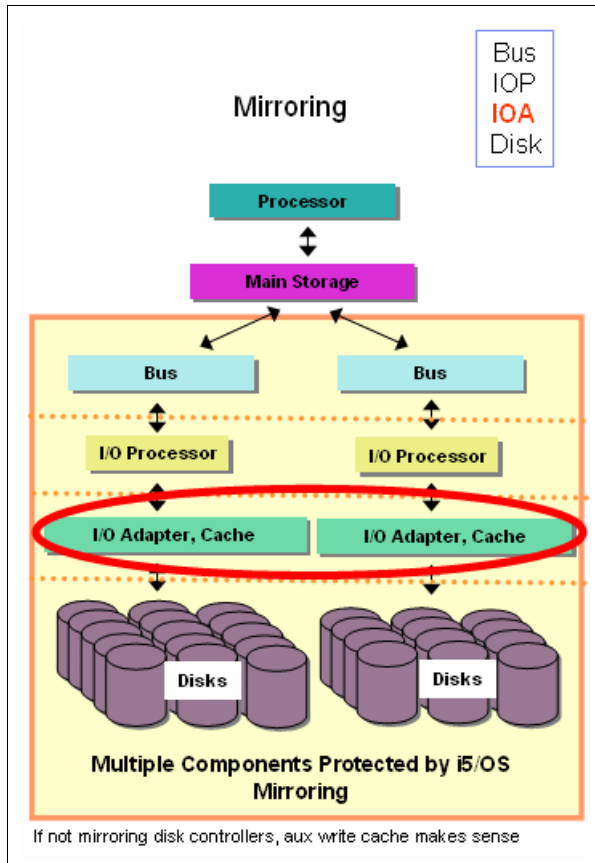 Mirroring
Bus
IOP
IOA
Disk
Processor
Main Storage
Bus
Bus
I/O Processor
I/O Processor
I/O Adapter, Cache
I/O Adapter, Cache
Disks
Disks
Multiple Components Protected by i5/OS
Mirroring
If not mirroring disk controllers, aux write cache makes sense